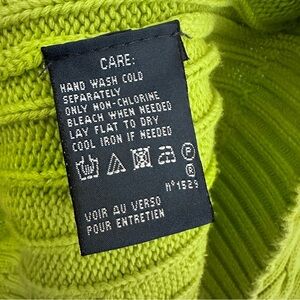 CARE:
HAND WASH COLD
SEPARATELY
ONLY NON-CHLORINE
BLEACH WHEN NEEDED
LAY FLAT TO DRY
COOL IRON IF NEEDED
P
®
N°1529
VOIR AU VERSO
POUR ENTRETIEN